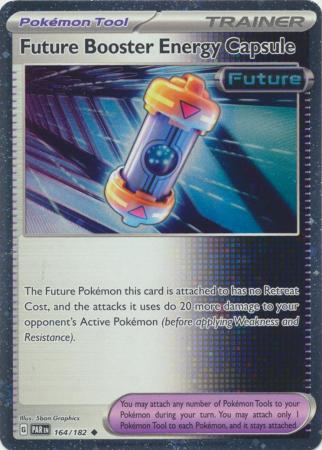 Pokémon Tool
TRAINER
Future Booster Energy Capsule
Future
The Future Pokémon this card is attached to has no Retreat
Cost, and the attacks it uses do 20 more damage to your
opponent's Active Pokémon (before applying Weakness and
Resistance).
Illus. 5ban Graphics
G PAR EN 164/182
You may attach any number of Pokémon Tools to your
Pokémon during your turn. You may attach only 1
Pokémon Tool to each Pokémon, and it stays attached.